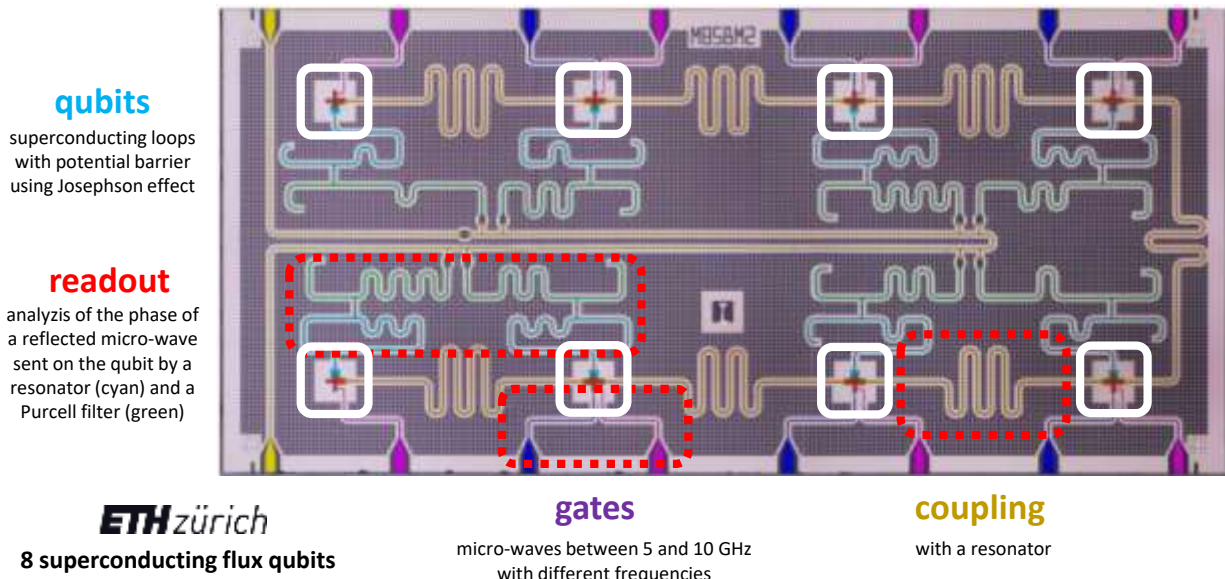 M8S8M2
qubits
superconducting loops
with potential barrier
using Josephson effect
readout
analyzis of the phase of
a reflected micro-wave
sent on the qubit by a
resonator (cyan) and a
Purcell filter (green)
ETH zürich
8 superconducting flux qubits
gates
micro-waves between 5 and 10 GHz
with different frequencies
coupling
with a resonator